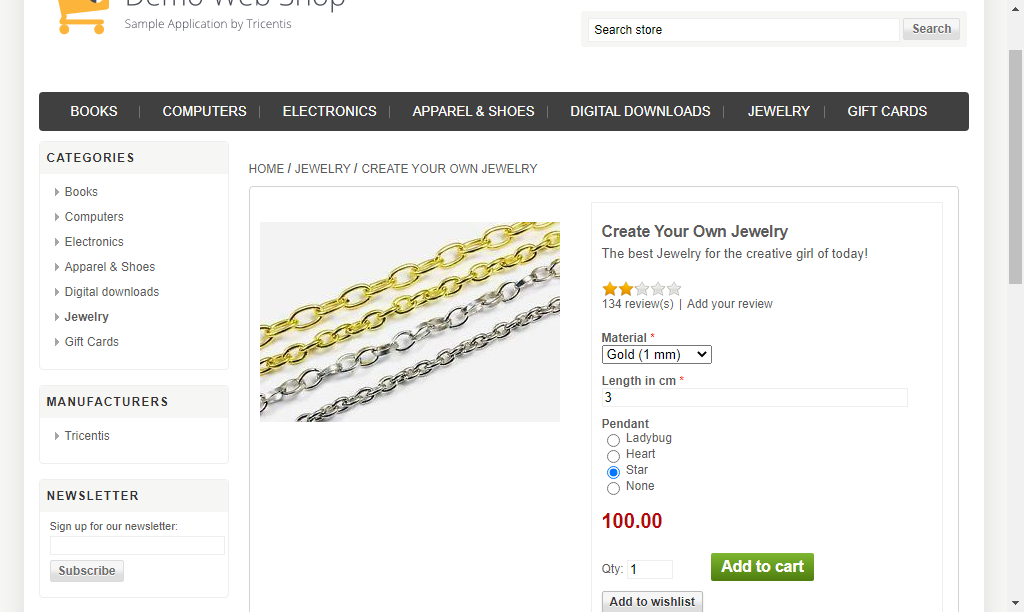 Demo Web Shop
Sample Application by Tricentis
Search store
Search
BOOKS
COMPUTERS
ELECTRONICS
APPAREL & SHOES
DIGITAL DOWNLOADS
JEWELRY
GIFT CARDS
CATEGORIES
Books
Computers
Electronics
Apparel & Shoes
Digital downloads
Jewelry
Gift Cards
MANUFACTURERS
Tricentis
NEWSLETTER
Sign up for our newsletter:
Subscribe
HOME / JEWELRY / CREATE YOUR OWN JEWELRY
Create Your Own Jewelry
The best Jewelry for the creative girl of today!
134 review(s) | Add your review
Material *
Gold (1 mm)
Length in cm *
3
Pendant
Ladybug
Heart
Star
None
100.00
Qty: 1
Add to cart
Add to wishlist